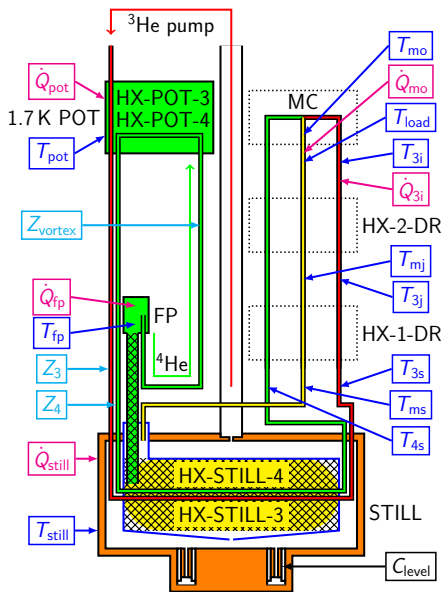 ³He pump
Q̇pot
HX-POT-3
1.7 K POT
HX-POT-4
Tpot
Zvortex
Q̇fp
FP
Tfp
⁴He
Z3
Z4
Q̇still
Tstill
HX-STILL-4
HX-STILL-3
STILL
Clevel
MC
Tmo
Q̇mo
Tload
T3i
Q̇3i
HX-2-DR
Tmj
T3j
HX-1-DR
T3s
Tms
T4s